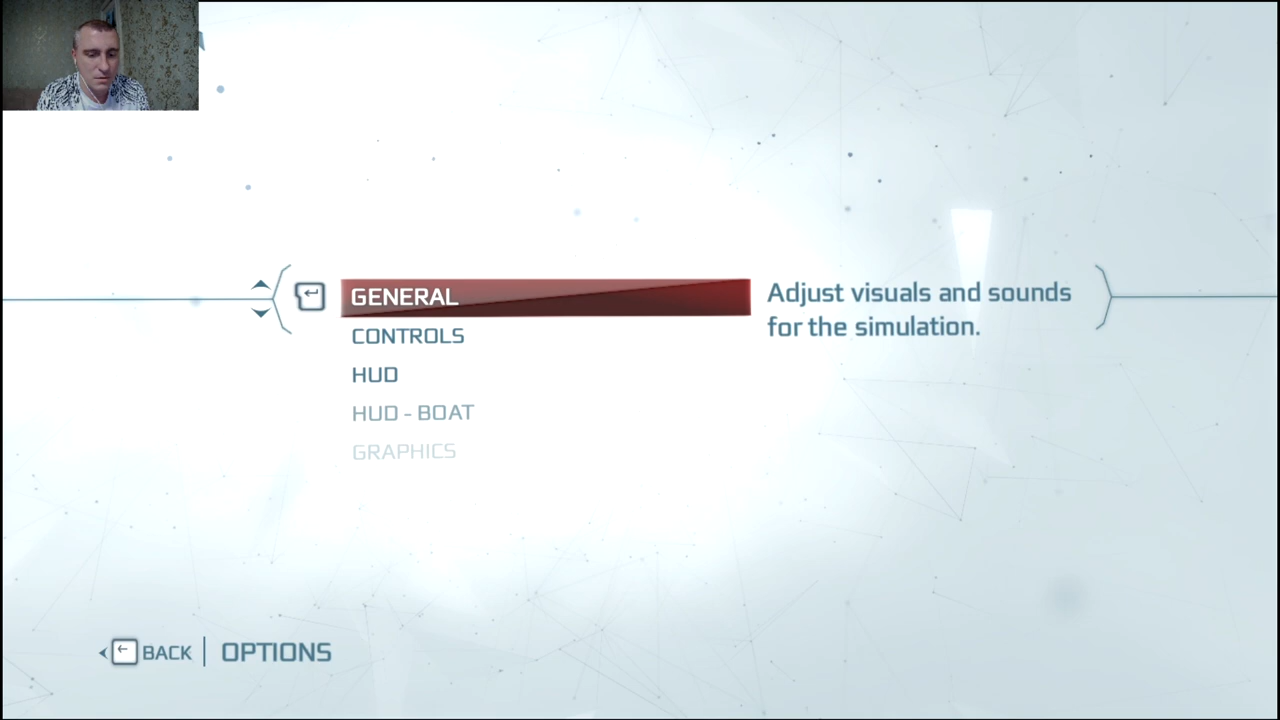 GENERAL
Adjust visuals and sounds
for the simulation.
CONTROLS
HUD
HUD - BOAT
GRAPHICS
BACK | OPTIONS